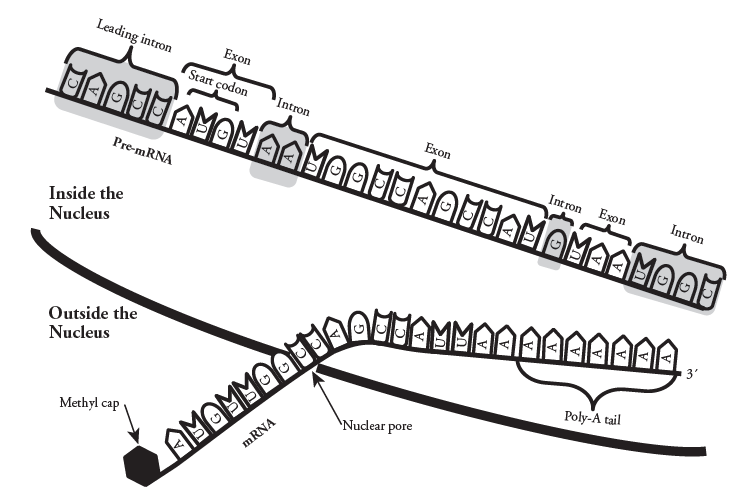 Leading intron
Exon
Start codon
Intron
Exon
Intron
Exon
Intron
C A G C C A U G U A A U G G C C A G C C A U G U A A U G G C
Pre-mRNA
Inside the
Nucleus
Outside the
Nucleus
A U G U U G G C C A G C C A U U A A A A A A A A A
3′
Methyl cap
mRNA
Nuclear pore
Poly-A tail